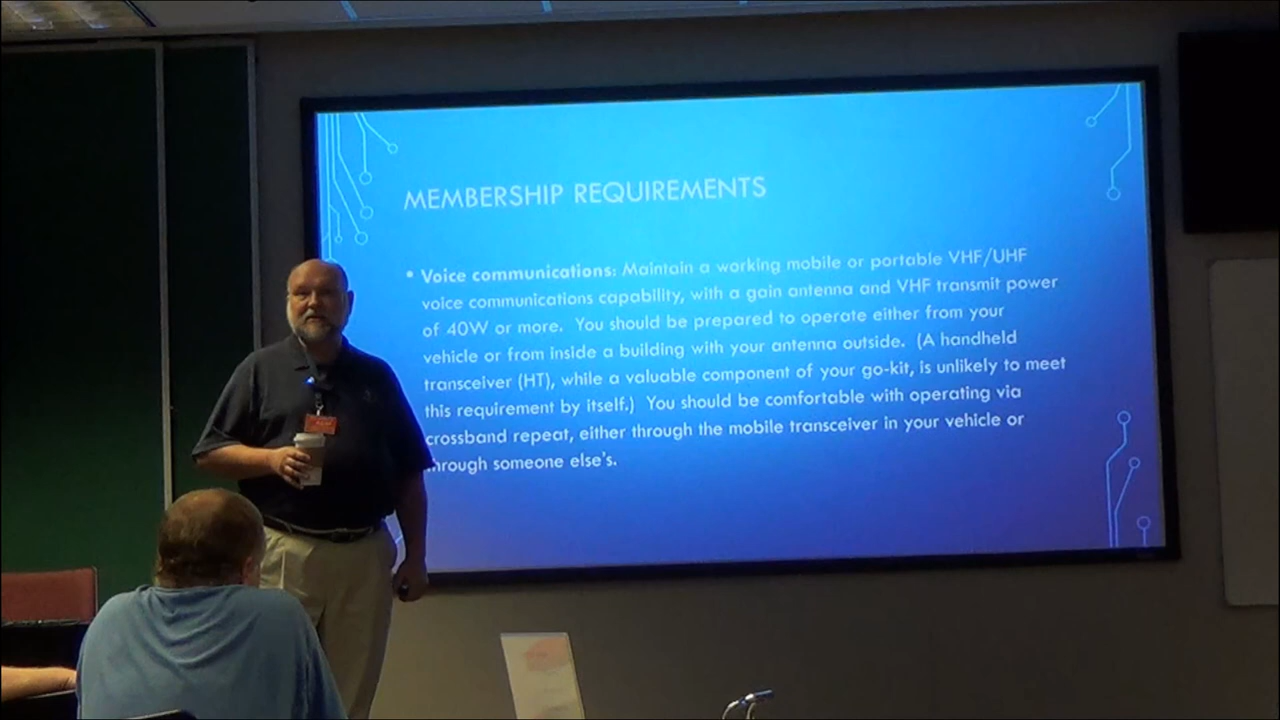 MEMBERSHIP REQUIREMENTS
• Voice communications: Maintain a working mobile or portable VHF/UHF
voice communications capability, with a gain antenna and VHF transmit power
of 40W or more. You should be prepared to operate either from your
vehicle or from inside a building with your antenna outside. (A handheld
transceiver (HT), while a valuable component of your go-kit, is unlikely to meet
this requirement by itself.) You should be comfortable with operating via
crossband repeat, either through the mobile transceiver in your vehicle or
through someone else's.